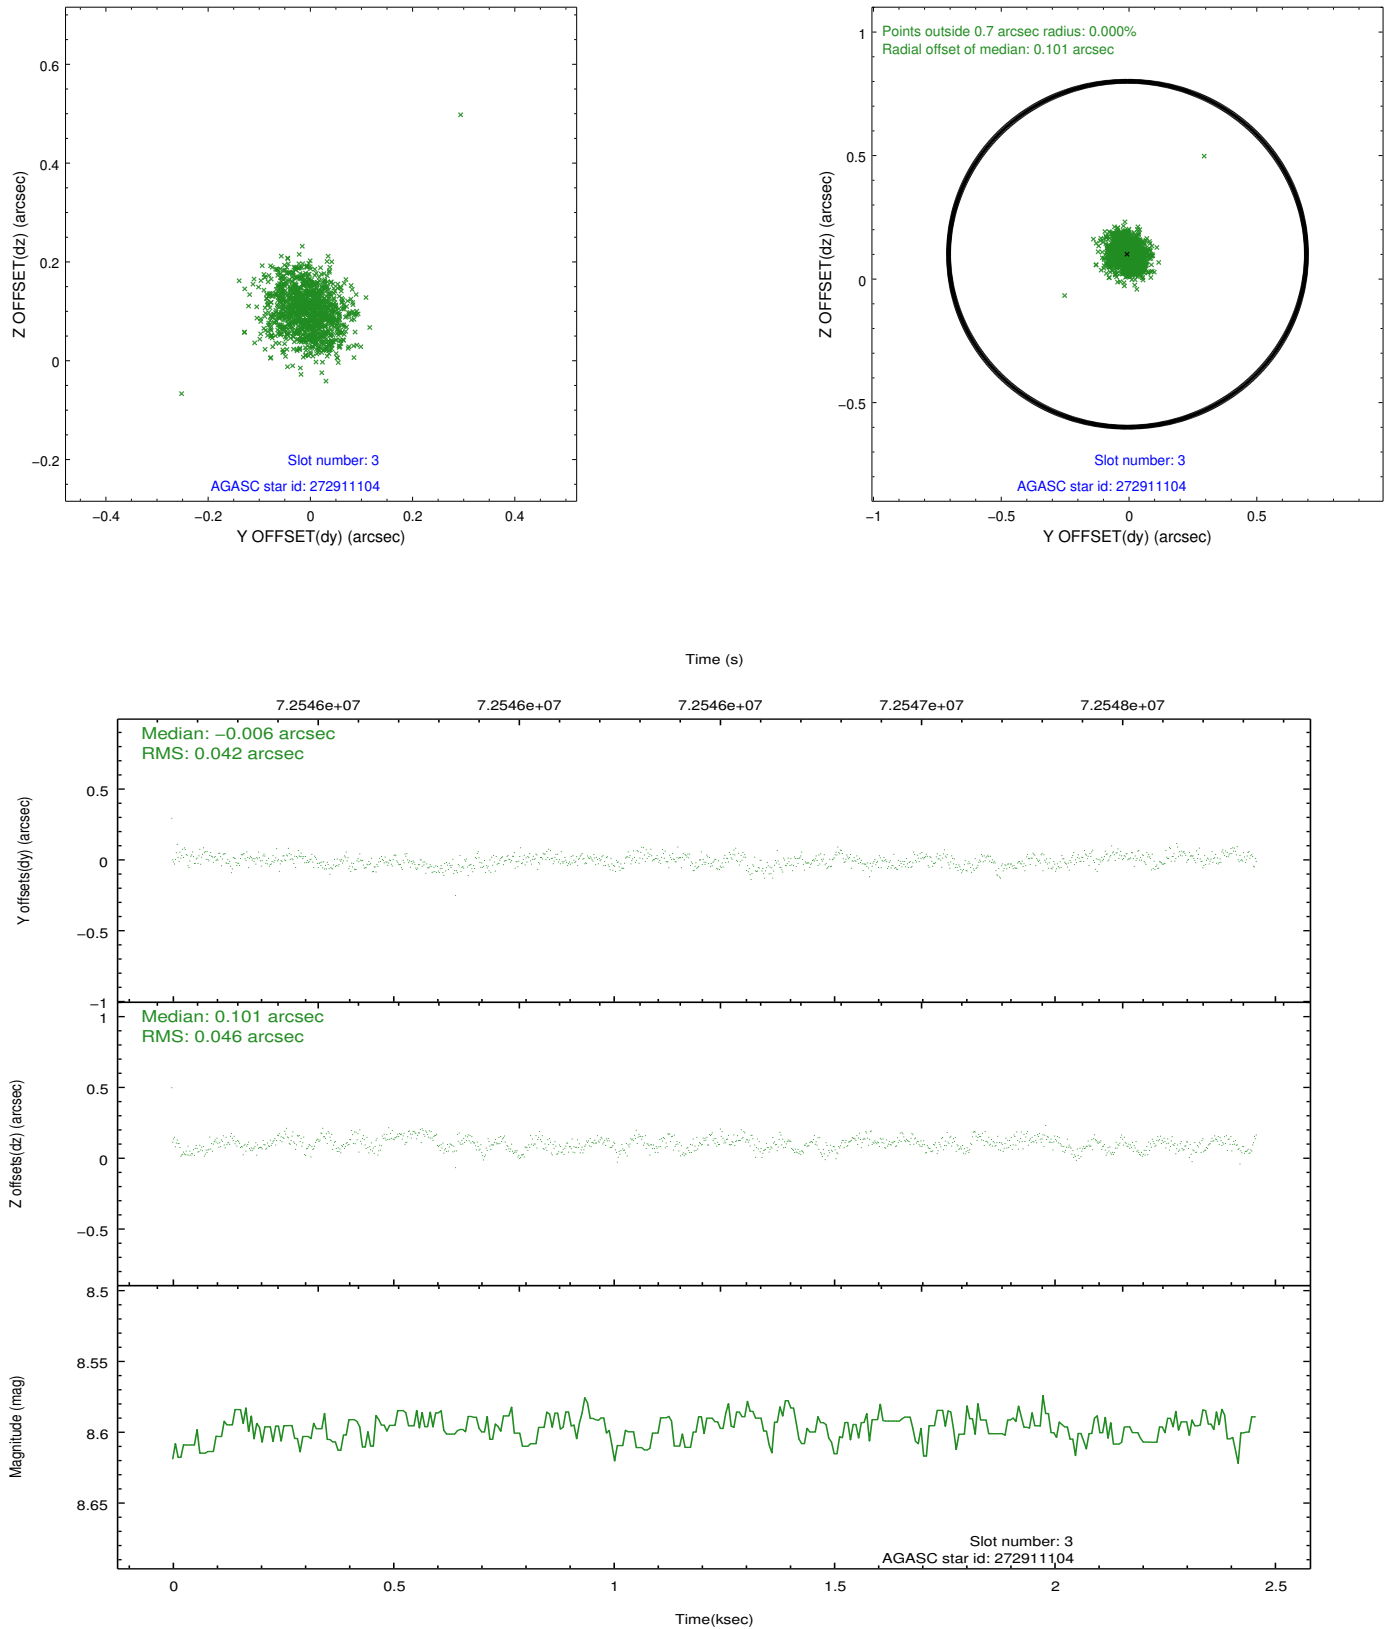 0.6
0.4
0.2
0
−0.2
Z OFFSET(dz) (arcsec)
Slot number: 3
AGASC star id: 272911104
−0.4 −0.2 0 0.2 0.4
Y OFFSET(dy) (arcsec)
Points outside 0.7 arcsec radius: 0.000%
Radial offset of median: 0.101 arcsec
1
0.5
0
−0.5
Z OFFSET(dz) (arcsec)
Slot number: 3
AGASC star id: 272911104
−1 −0.5 0 0.5
Y OFFSET(dy) (arcsec)
Time (s)
7.2546e+07 7.2546e+07 7.2546e+07 7.2547e+07 7.2548e+07
Median: −0.006 arcsec
RMS: 0.042 arcsec
0.5
0
−0.5
−1
Y offsets(dy) (arcsec)
Median: 0.101 arcsec
RMS: 0.046 arcsec
1
0.5
0
−0.5
Z offsets(dz) (arcsec)
8.5
8.55
8.6
8.65
Magnitude (mag)
Slot number: 3
AGASC star id: 272911104
0 0.5 1 1.5 2 2.5
Time(ksec)